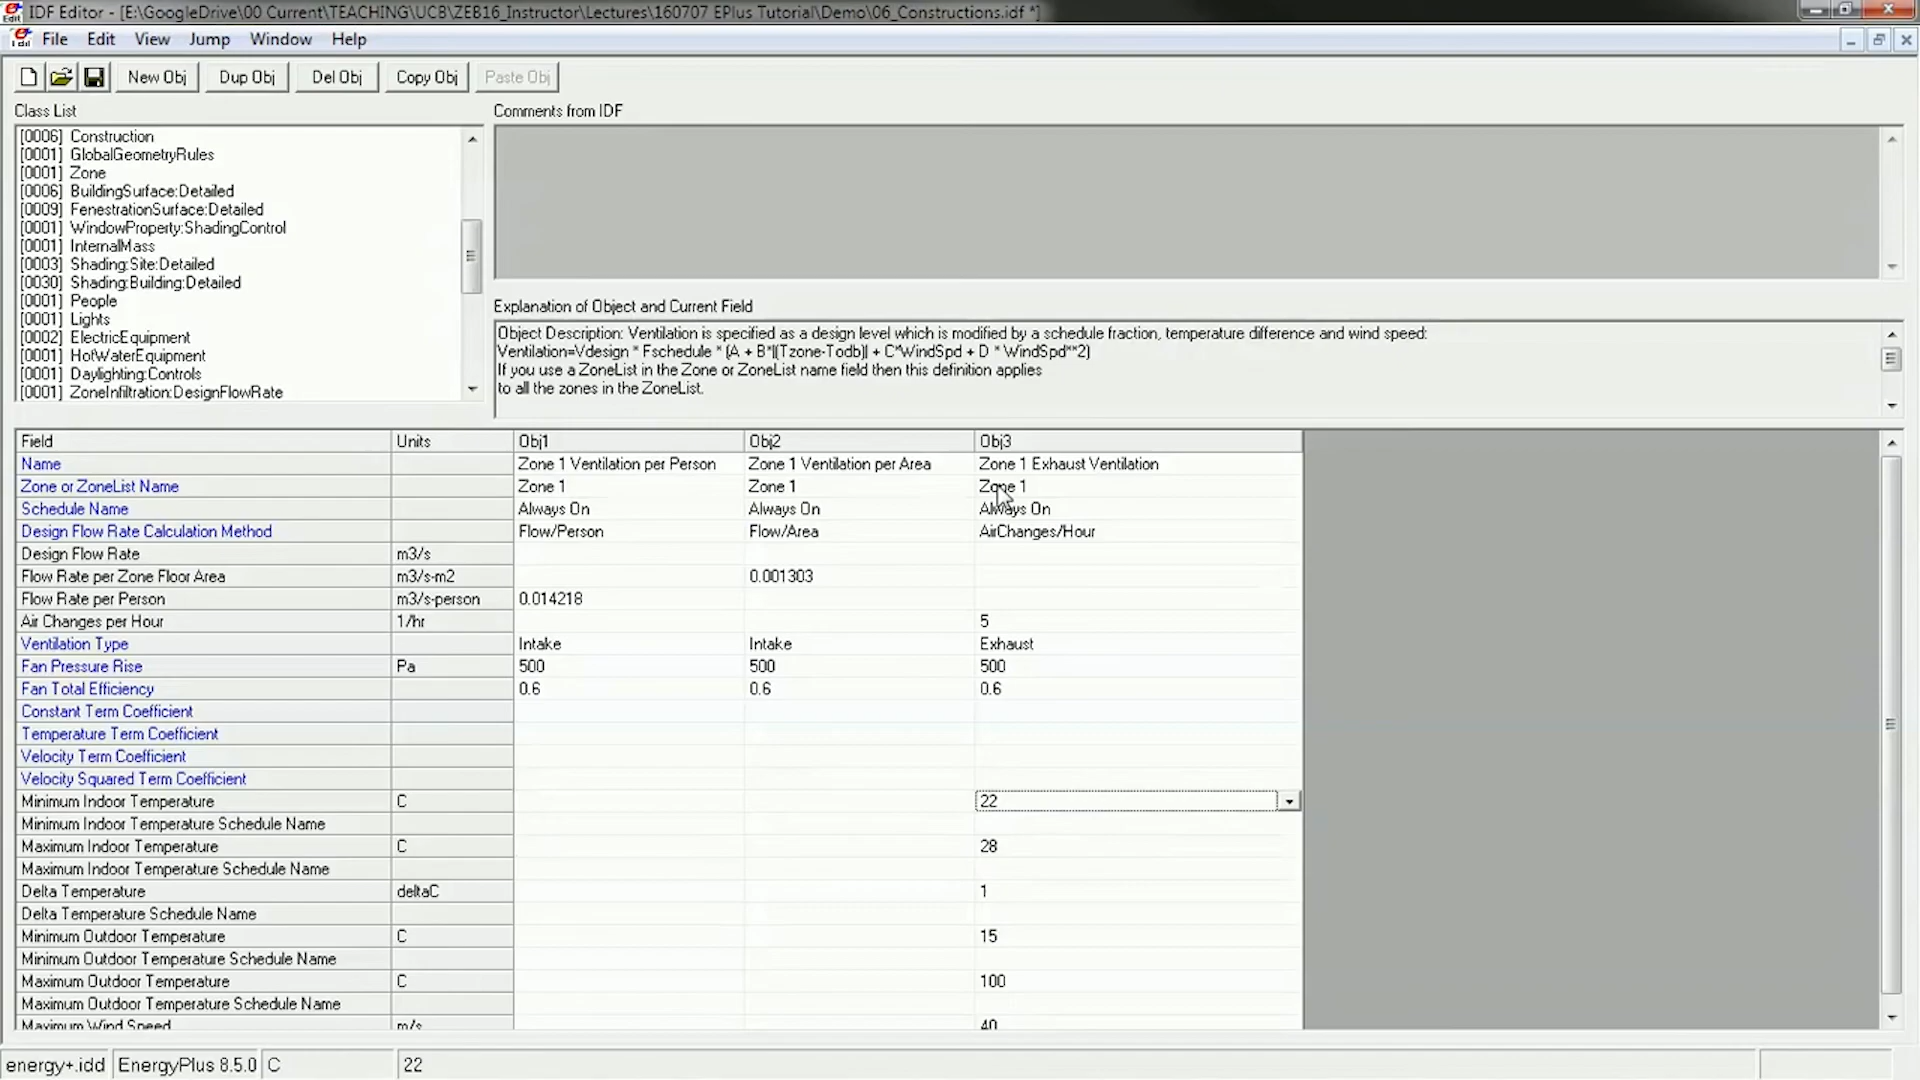 IDF Editor - [E:\GoogleDrive\00 Current\TEACHING\UCB\ZEB16_Instructor\Lectures\160707 EPlus Tutorial\Demo\06_Constructions.idf *]
File Edit View Jump Window Help
New Obj Dup Obj Del Obj Copy Obj Paste Obj
Class List Comments from IDF
[0006] Construction
[0001] GlobalGeometryRules
[0001] Zone
[0006] BuildingSurface:Detailed
[0009] FenestrationSurface:Detailed
[0001] WindowProperty:ShadingControl
[0001] InternalMass
[0003] Shading:Site:Detailed
[0030] Shading:Building:Detailed
[0001] People
[0001] Lights
[0002] ElectricEquipment
[0001] HotWaterEquipment
[0001] Daylighting:Controls
[0001] ZoneInfiltration:DesignFlowRate
Explanation of Object and Current Field
Object Description: Ventilation is specified as a design level which is modified by a schedule fraction, temperature difference and wind speed:
Ventilation=Vdesign * Fschedule * (A + B*|(Tzone-Todb)| + C*WindSpd + D * WindSpd**2)
If you use a ZoneList in the Zone or ZoneList name field then this definition applies
to all the zones in the ZoneList.
Field Units Obj1 Obj2 Obj3
Name Zone 1 Ventilation per Person Zone 1 Ventilation per Area Zone 1 Exhaust Ventilation
Zone or ZoneList Name Zone 1 Zone 1 Zone 1
Schedule Name Always On Always On Always On
Design Flow Rate Calculation Method Flow/Person Flow/Area AirChanges/Hour
Design Flow Rate m3/s
Flow Rate per Zone Floor Area m3/s-m2 0.001303
Flow Rate per Person m3/s-person 0.014218
Air Changes per Hour 1/hr 5
Ventilation Type Intake Intake Exhaust
Fan Pressure Rise Pa 500 500 500
Fan Total Efficiency 0.6 0.6 0.6
Constant Term Coefficient
Temperature Term Coefficient
Velocity Term Coefficient
Velocity Squared Term Coefficient
Minimum Indoor Temperature C 22
Minimum Indoor Temperature Schedule Name
Maximum Indoor Temperature C 28
Maximum Indoor Temperature Schedule Name
Delta Temperature deltaC 1
Delta Temperature Schedule Name
Minimum Outdoor Temperature C 15
Minimum Outdoor Temperature Schedule Name
Maximum Outdoor Temperature C 100
Maximum Outdoor Temperature Schedule Name
Maximum Wind Speed m/s 40
energy+.idd EnergyPlus 8.5.0 C 22